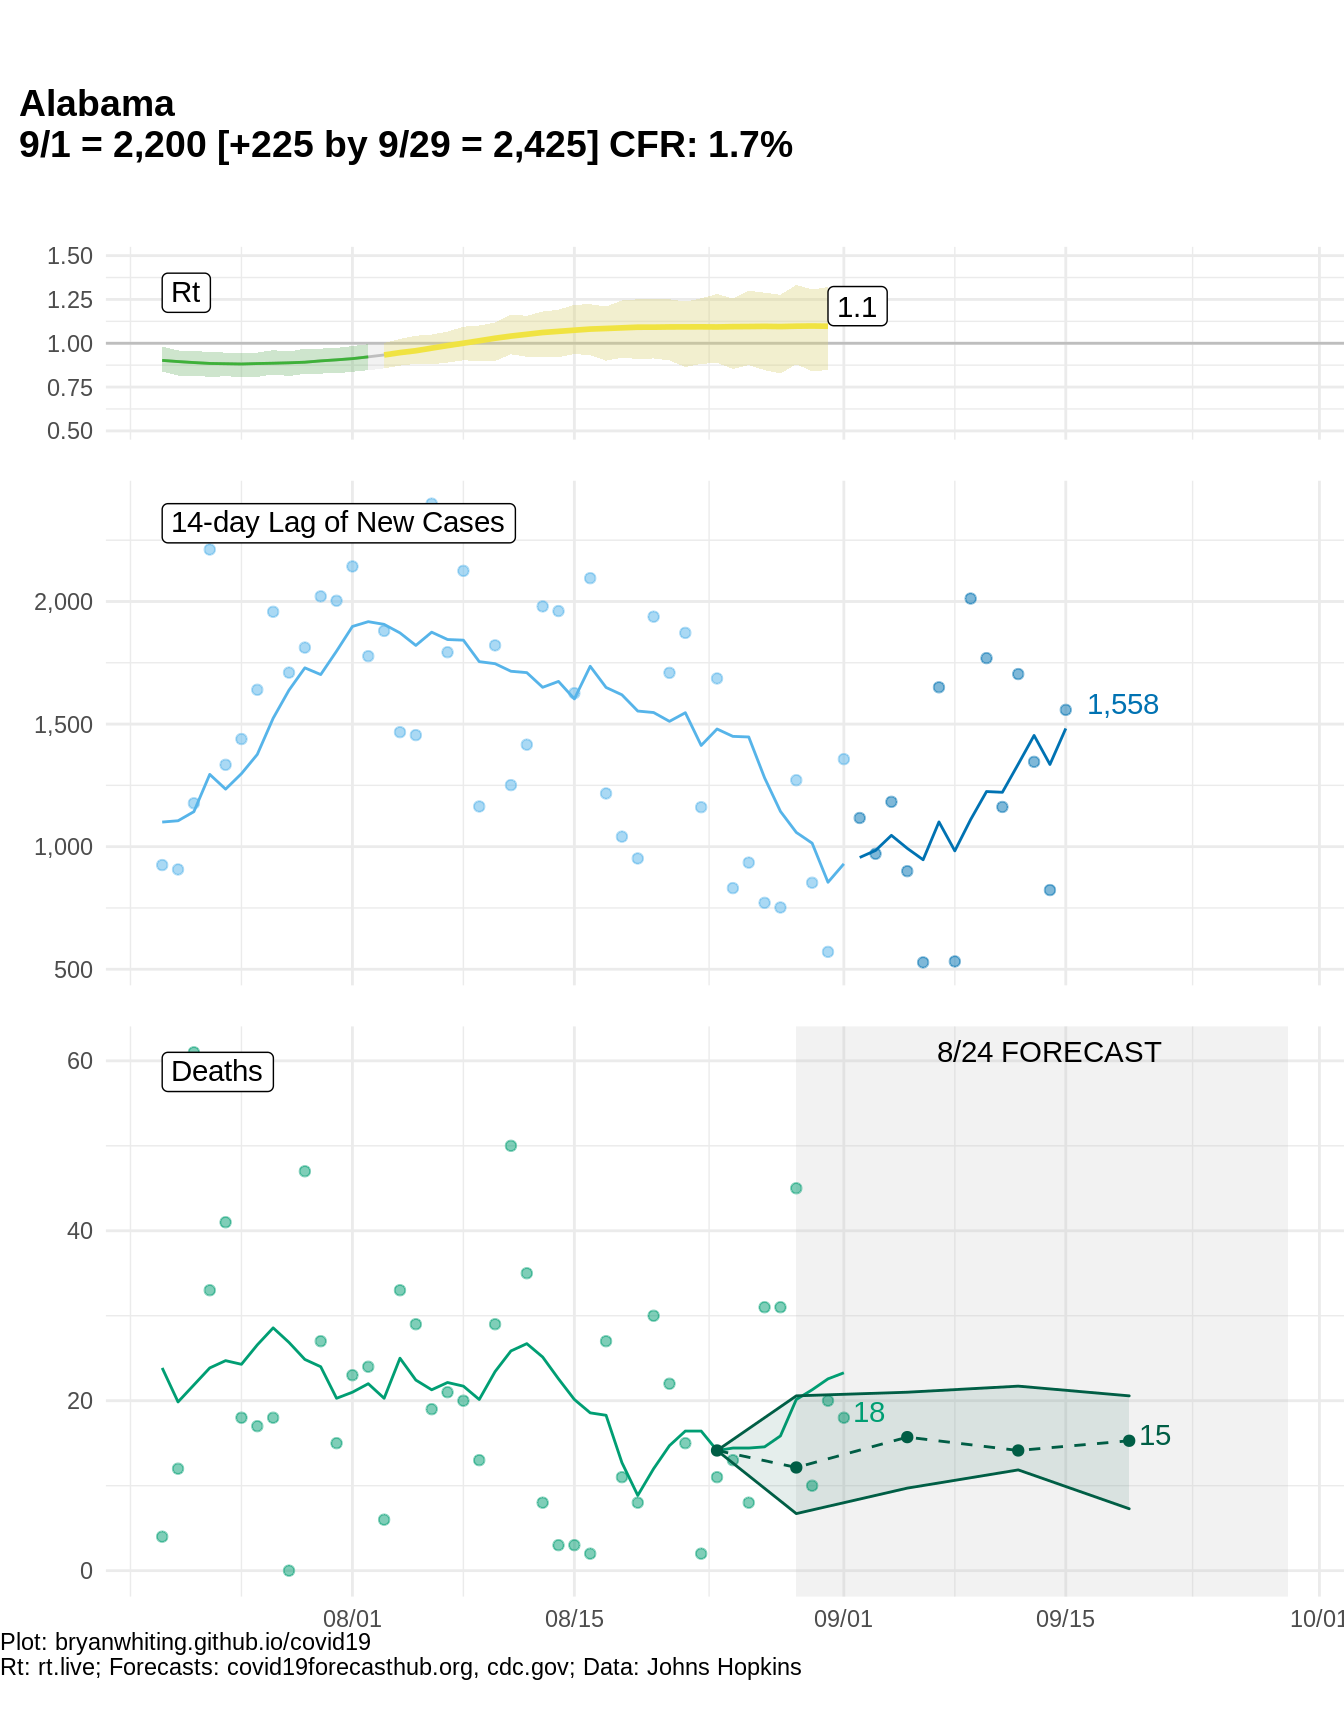 Alabama
9/1 = 2,200 [+225 by 9/29 = 2,425] CFR: 1.7%
1.50
1.25
1.00
0.75
0.50
Rt
1.1
14-day Lag of New Cases
2,000
1,500
1,000
500
1,558
60
40
20
0
Deaths
8/24 FORECAST
18
15
08/01
08/15
09/01
09/15
10/01
Plot: bryanwhiting.github.io/covid19
Rt: rt.live; Forecasts: covid19forecasthub.org, cdc.gov; Data: Johns Hopkins